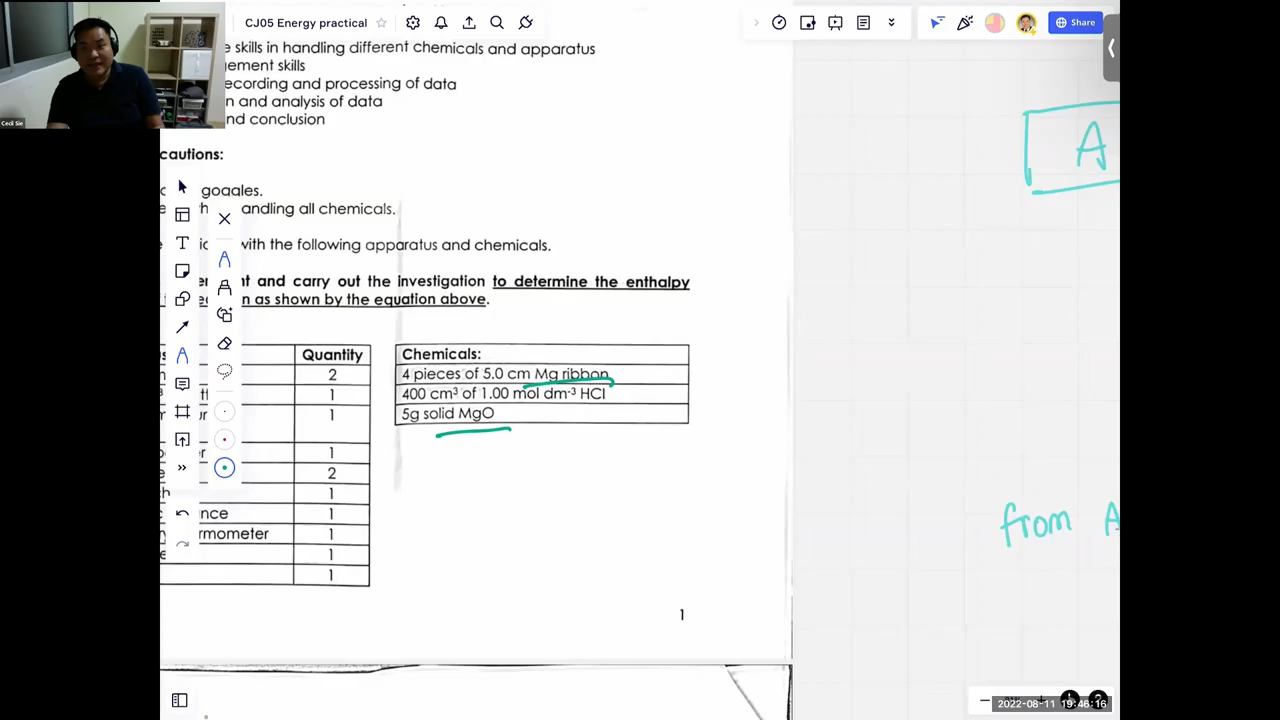 CJ05 Energy practical
Share
skills in handling different chemicals and apparatus
gement skills
ecording and processing of data
n and analysis of data
nd conclusion
cautions:
goggles.
andling all chemicals.
with the following apparatus and chemicals.
nt and carry out the investigation to determine the enthalpy
n as shown by the equation above.
Quantity
2
1
1
1
2
1
nce 1
rmometer 1
1
1
Chemicals:
4 pieces of 5.0 cm Mg ribbon
400 cm³ of 1.00 mol dm⁻³ HCl
5g solid MgO
1
A
from A
Cecil Sie
2022-08-11 19:46:16